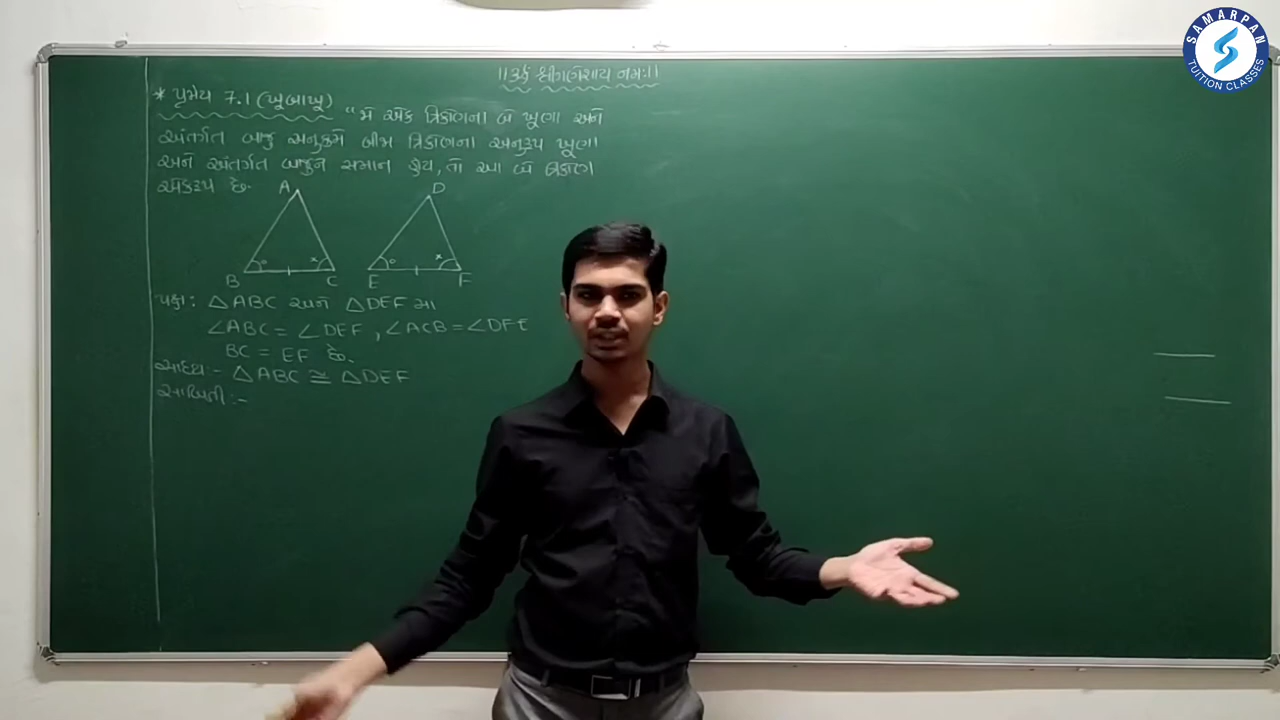 ॥ ૐ શ્રી ગણેશાય નમઃ ॥
* પ્રમેય 7.1 (ખૂબાખૂ)
"જો એક ત્રિકોણના બે ખૂણા અને
અંતર્ગત બાજુ અનુક્રમે બીજા ત્રિકોણના અનુરૂપ ખૂણા
અને અંતર્ગત બાજુને સમાન હોય, તો આ બે ત્રિકોણ
એકરૂપ છે.
A D
B C E F
પક્ષ : △ABC અને △DEF મા
∠ABC = ∠DEF , ∠ACB = ∠DFE
BC = EF છે.
સાધ્ય :- △ABC ≅ △DEF
સાબિતી :-
SAMARPAN
TUITION CLASSES